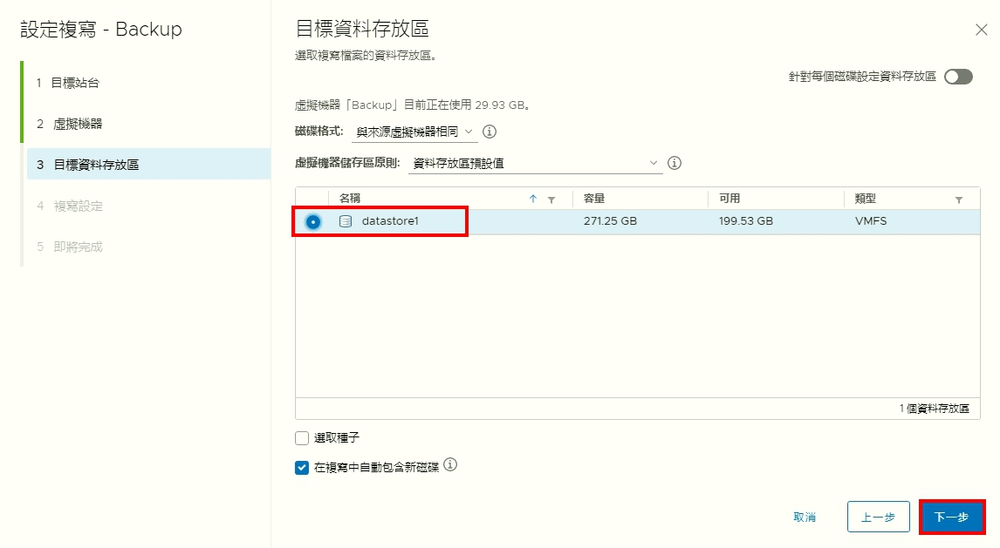 設定複寫 - Backup
1 目標站台
2 虛擬機器
3 目標資料存放區
4 複寫設定
5 即將完成
目標資料存放區
選取複寫檔案的資料存放區。
針對每個磁碟設定資料存放區
虛擬機器「Backup」目前正在使用 29.93 GB。
磁碟格式: 與來源虛擬機器相同
虛擬機器儲存區原則: 資料存放區預設值
名稱 容量 可用 類型
datastore1 271.25 GB 199.53 GB VMFS
1 個資料存放區
選取種子
在複寫中自動包含新磁碟
取消 上一步 下一步